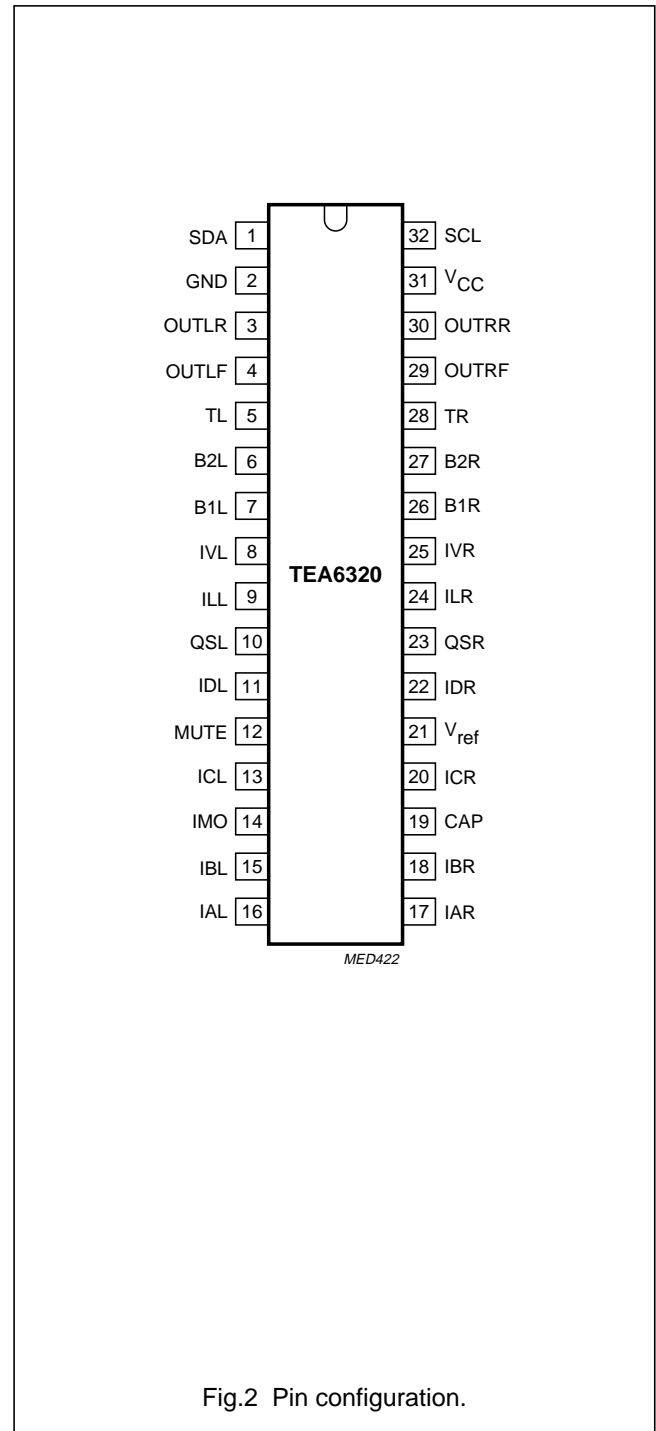 SDA 1 32 SCL
GND 2 31 VCC
OUTLR 3 30 OUTRR
OUTLF 4 29 OUTRF
TL 5 28 TR
B2L 6 27 B2R
B1L 7 26 B1R
IVL 8 25 IVR
TEA6320
ILL 9 24 ILR
QSL 10 23 QSR
IDL 11 22 IDR
MUTE 12 21 Vref
ICL 13 20 ICR
IMO 14 19 CAP
IBL 15 18 IBR
IAL 16 17 IAR
MED422
Fig.2 Pin configuration.